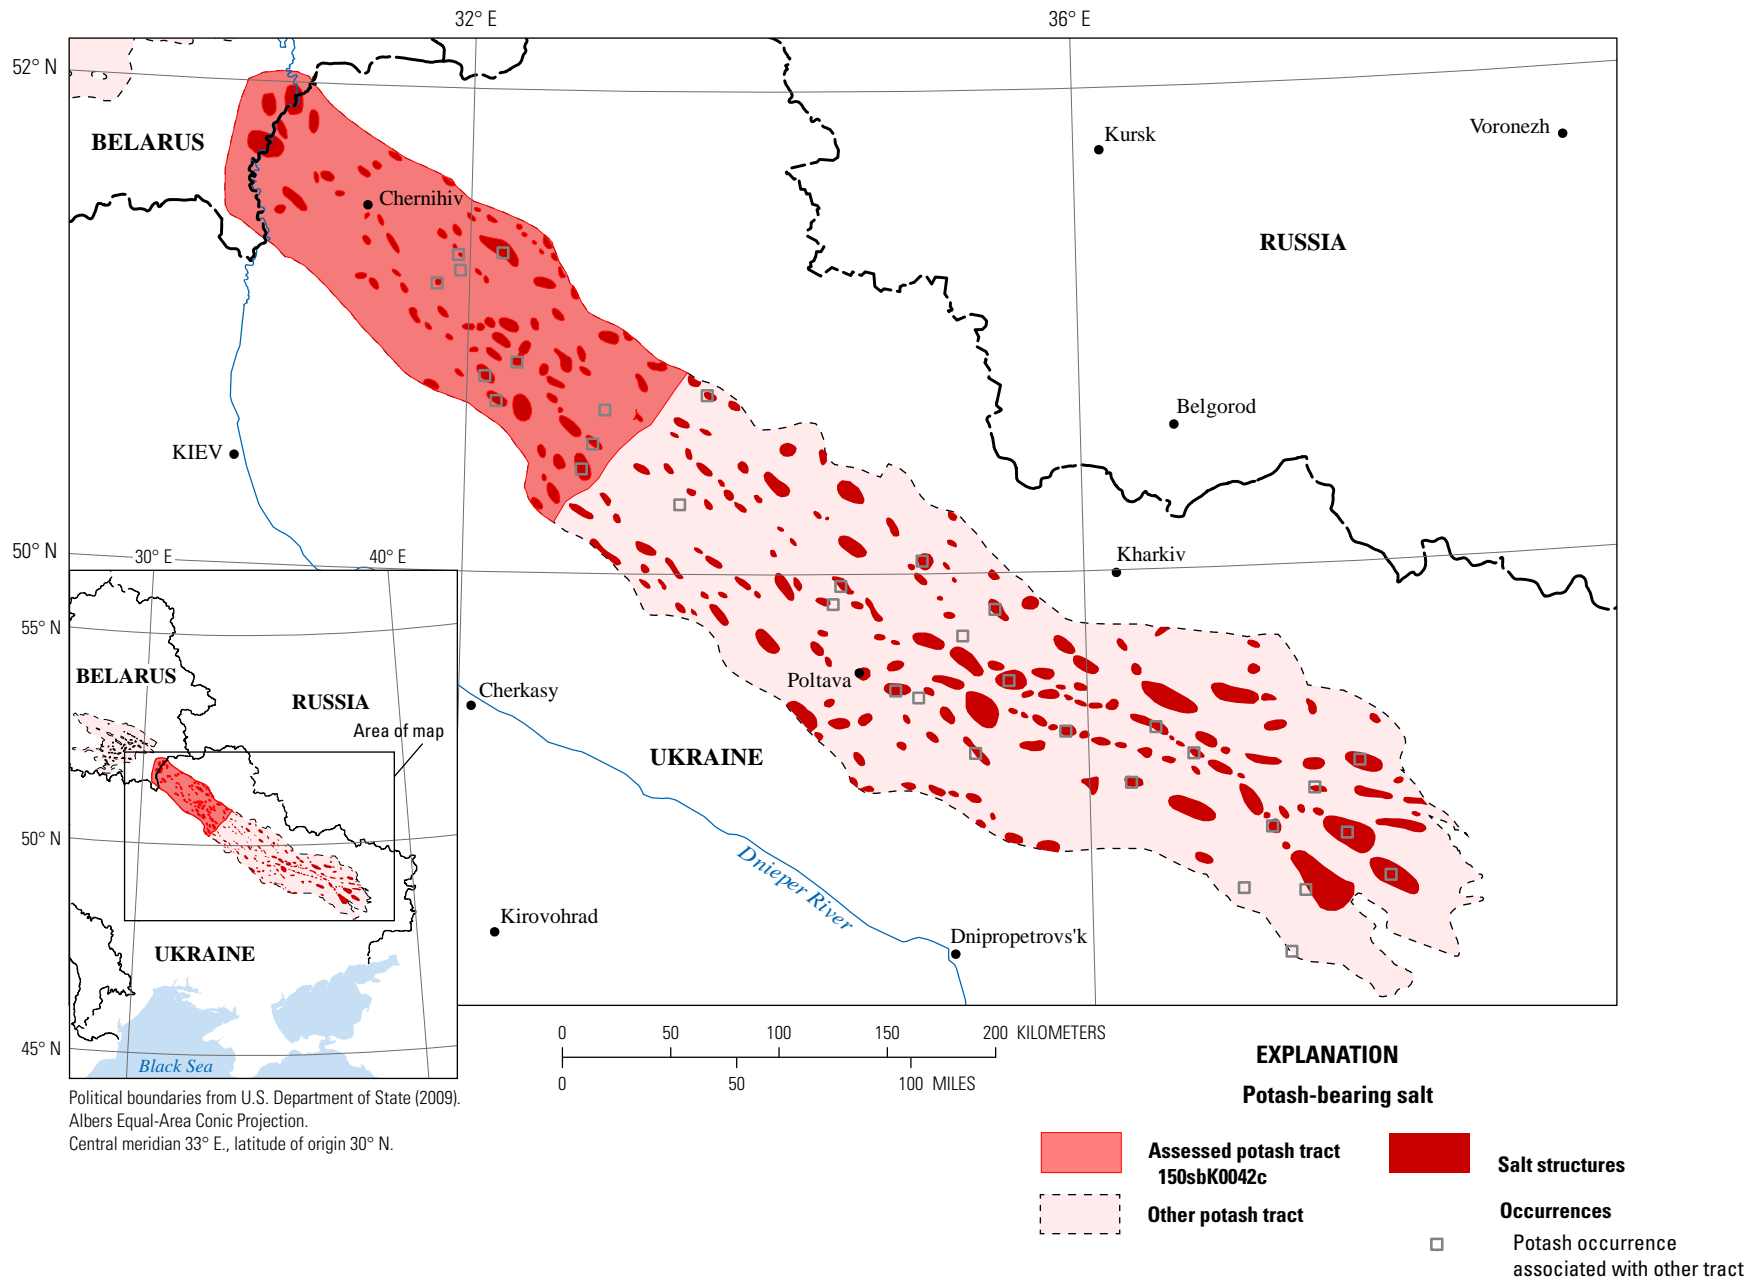 32° E
36° E
52° N
BELARUS
Kursk
Voronezh
Chernihiv
RUSSIA
Belgorod
KIEV
50° N
30° E
40° E
Kharkiv
55° N
BELARUS
RUSSIA
Area of map
Cherkasy
Poltava
UKRAINE
50° N
Dnieper River
Kirovohrad
Dnipropetrovs'k
UKRAINE
45° N
Black Sea
0 50 100 150 200 KILOMETERS
0 50 100 MILES
Political boundaries from U.S. Department of State (2009).
Albers Equal-Area Conic Projection.
Central meridian 33° E., latitude of origin 30° N.
EXPLANATION
Potash-bearing salt
Assessed potash tract
150sbK0042c
Salt structures
Other potash tract
Occurrences
Potash occurrence
associated with other tract